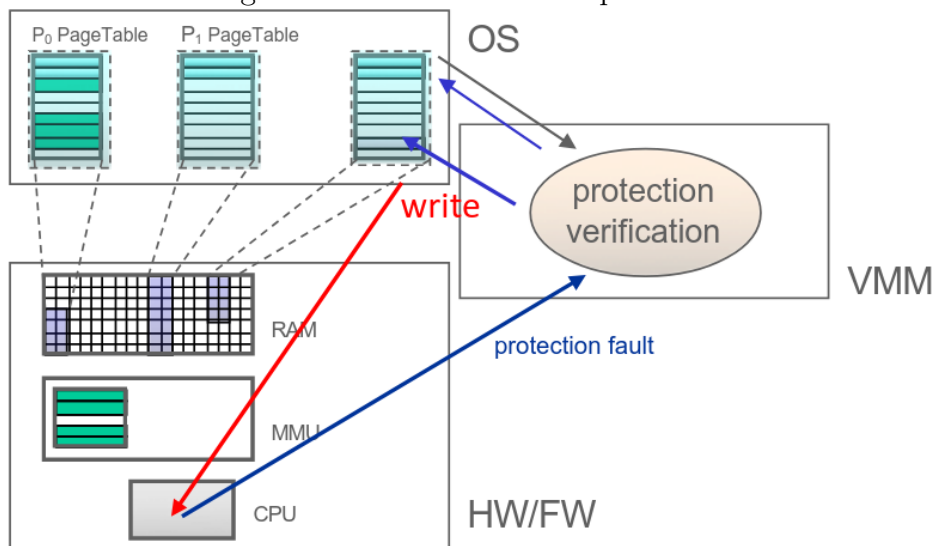 P₀ PageTable
P₁ PageTable
OS
write
protection
verification
VMM
RAM
protection fault
MMU
CPU
HW/FW